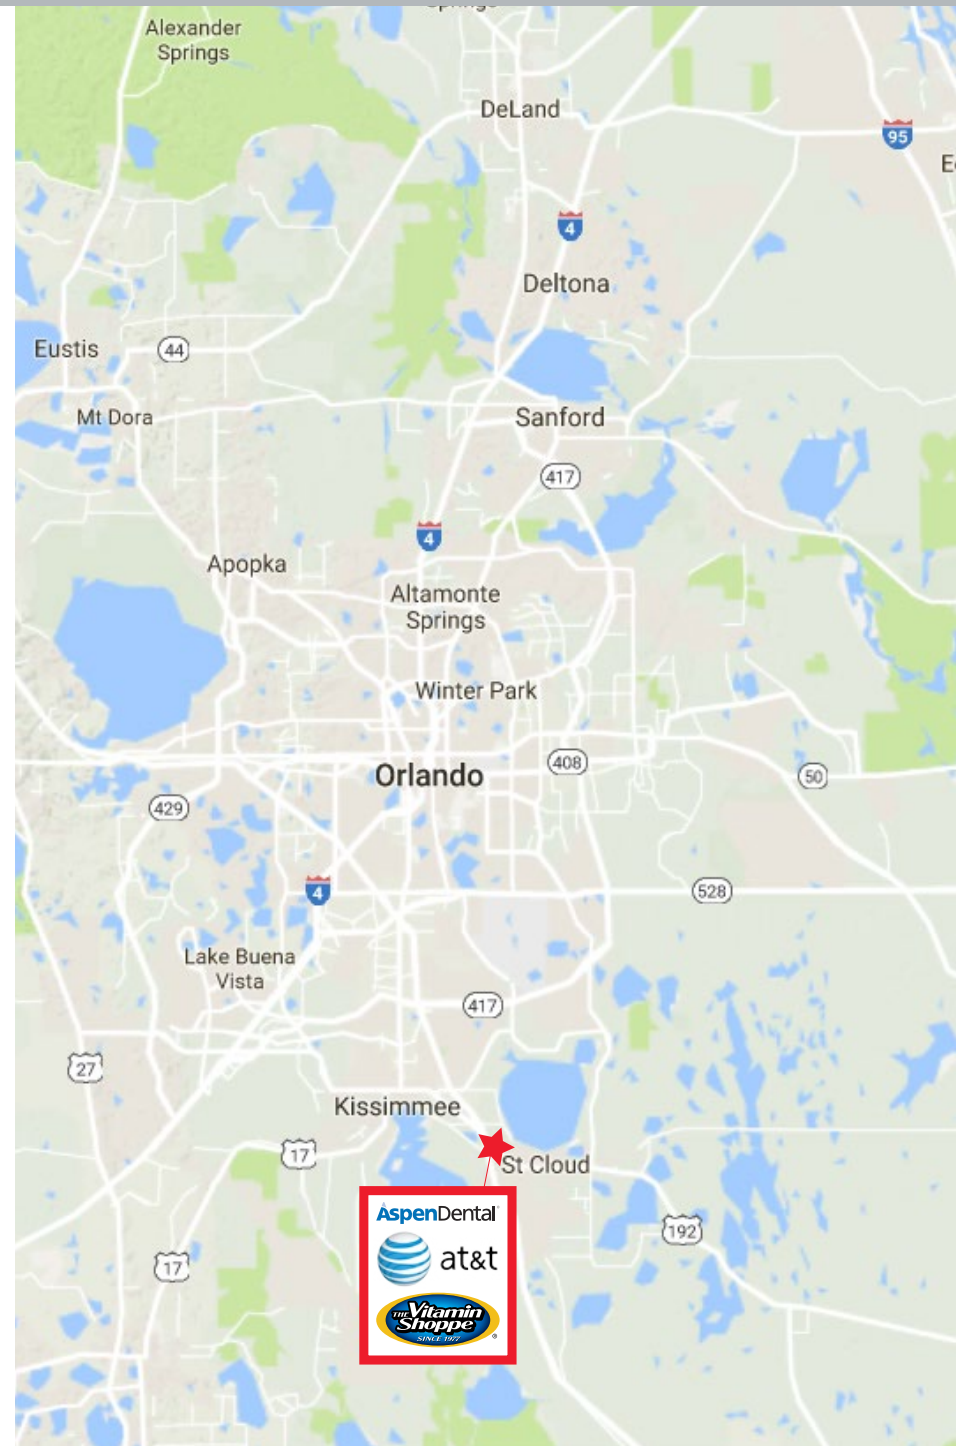 Springs
Alexander
Springs
DeLand
95
4
Deltona
Eustis
44
Mt Dora
Sanford
417
4
Apopka
Altamonte
Springs
Winter Park
Orlando
408
50
429
4
528
Lake Buena
Vista
417
27
Kissimmee
17
St Cloud
192
17
AspenDental
at&t
THE Vitamin
Shoppe
SINCE 1977
®